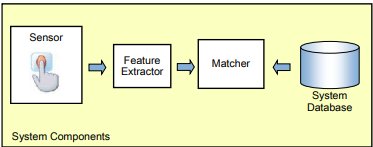 Sensor
Feature
Extractor
Matcher
System
Database
System Components